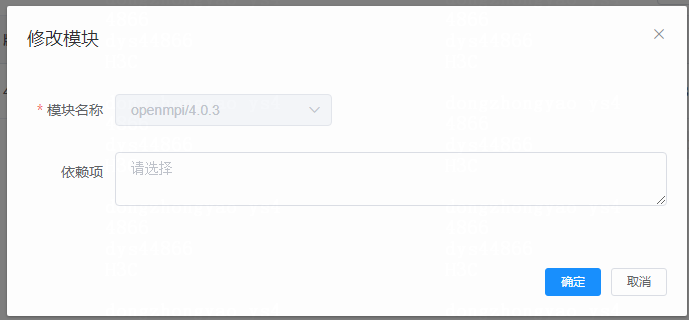 修改模块
* 模块名称
openmpi/4.0.3
依赖项
请选择
确定
取消